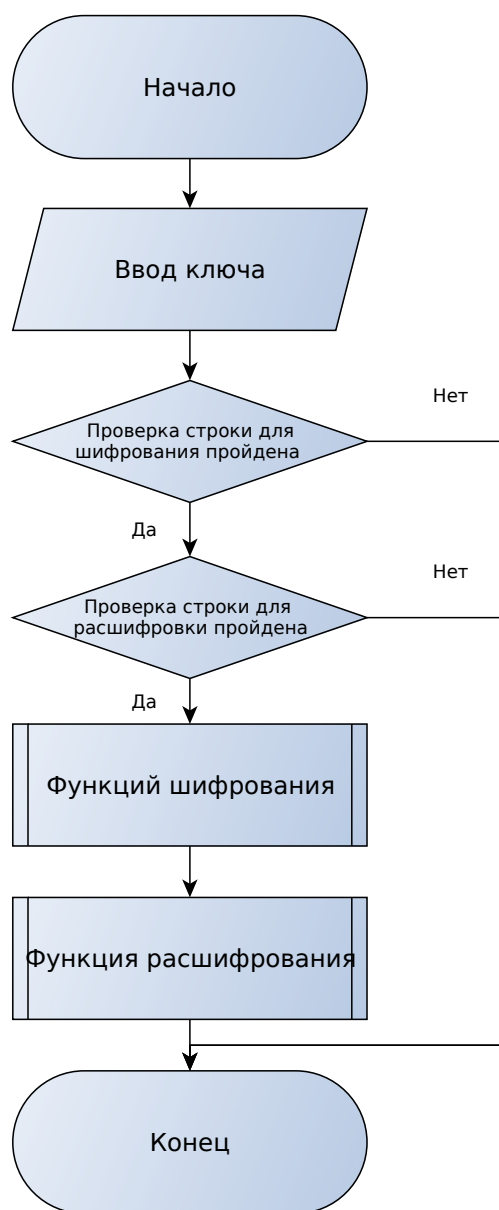 Начало
Ввод ключа
Нет
Проверка строки для
шифрования пройдена
Да
Нет
Проверка строки для
расшифровки пройдена
Да
Функций шифрования
Функция расшифрования
Конец